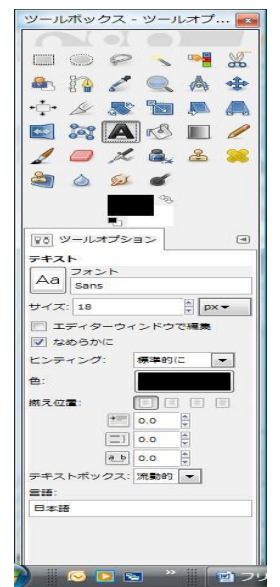 ツールボックス - ツールオプ...
ツールオプション
テキスト
フォント
Aa
Sans
サイズ: 18 px
エディターウィンドウで編集
なめらかに
ヒンティング: 標準的に
色:
揃え位置:
0.0
0.0
a b 0.0
テキストボックス: 流動的
言語:
日本語
フリ